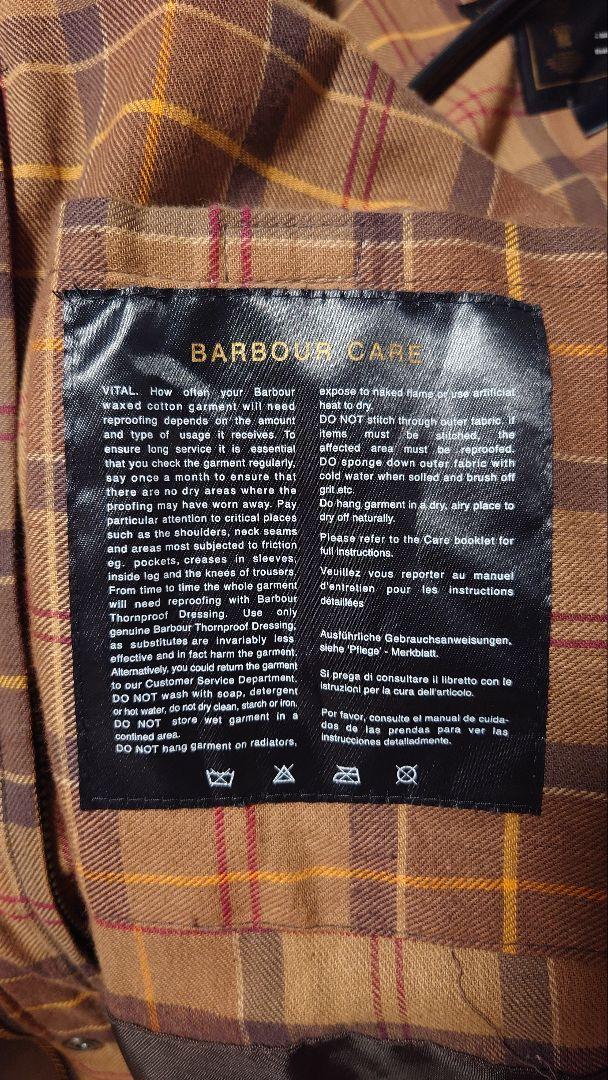 BARBOUR CARE
VITAL. How often your Barbour
waxed cotton garment will need
reproofing depends on the amount
and type of usage it receives. To
ensure long service it is essential
that you check the garment regularly,
say once a month to ensure that
there are no dry areas where the
proofing may have worn away. Pay
particular attention to critical places
such as the shoulders, neck seams
and areas most subjected to friction
eg. pockets, creases in sleeves,
inside leg and the knees of trousers.
From time to time the whole garment
will need reproofing with Barbour
Thornproof Dressing. Use only
genuine Barbour Thornproof Dressing,
as substitutes are invariably less
effective and in fact harm the garment.
Alternatively, you could return the garment
to our Customer Service Department.
DO NOT wash with soap, detergent
or hot water, do not dry clean, starch or iron.
DO NOT store wet garment in a
confined area.
DO NOT hang garment on radiators,
expose to naked flame or use artificial
heat to dry.
DO NOT stitch through outer fabric. If
items must be stitched, the
affected area must be reproofed.
DO sponge down outer fabric with
cold water when soiled and brush off
grit etc.
Do hang garment in a dry, airy place to
dry off naturally.
Please refer to the Care booklet for
full instructions.
Veuillez vous reporter au manuel
d'entretien pour les instructions
détaillées
Ausführliche Gebrauchsanweisungen,
siehe 'Pflege' - Merkblatt.
Si prega di consultare il libretto con le
istruzioni per la cura dell'articolo.
Por favor, consulte el manual de cuida-
dos de las prendas para ver las
instrucciones detalladmente.